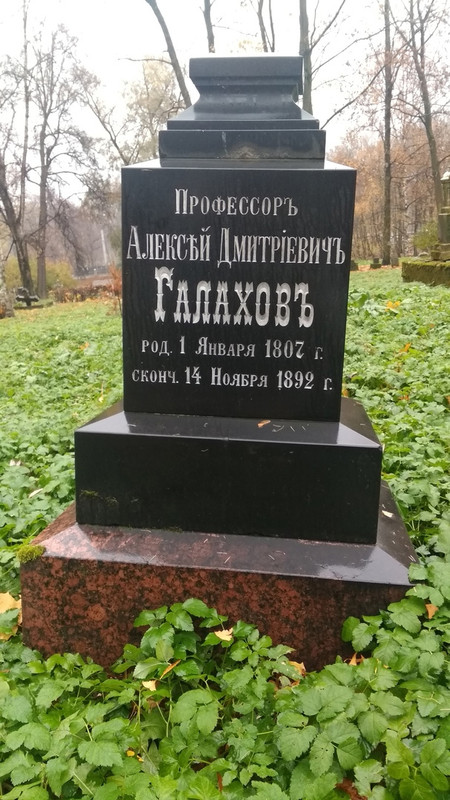 Профессоръ
Алексѣй Дмитріевичъ
Галаховъ
род. 1 Января 1807 г.
сконч. 14 Ноября 1892 г.